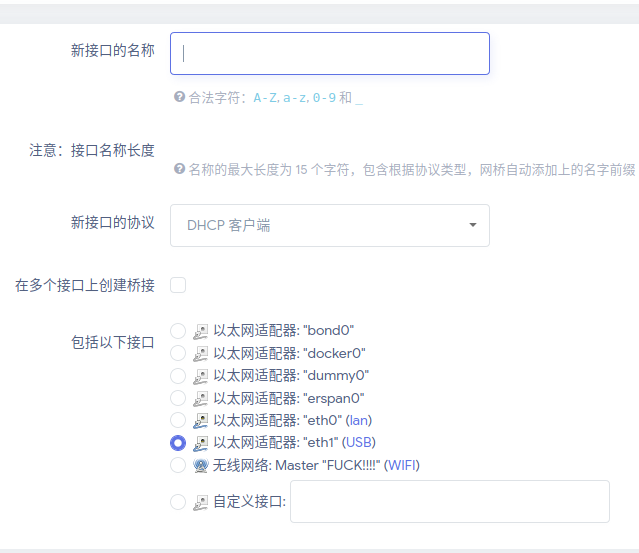 新接口的名称
合法字符：A-Z, a-z, 0-9 和 _
注意：接口名称长度
名称的最大长度为 15 个字符，包含根据协议类型，网桥自动添加上的名字前缀
新接口的协议
DHCP 客户端
在多个接口上创建桥接
包括以下接口
以太网适配器: "bond0"
以太网适配器: "docker0"
以太网适配器: "dummy0"
以太网适配器: "erspan0"
以太网适配器: "eth0" (lan)
以太网适配器: "eth1" (USB)
无线网络: Master "FUCK!!!!" (WIFI)
自定义接口: